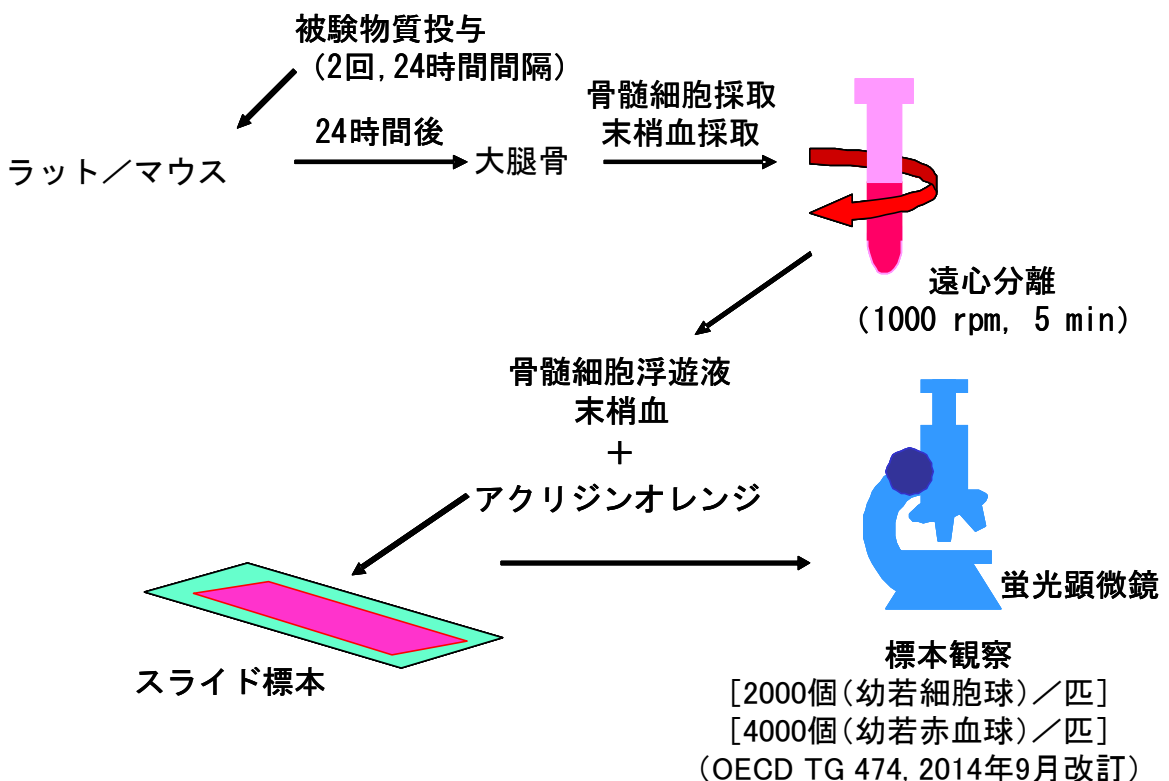 被験物質投与
（2回, 24時間間隔）
ラット／マウス
24時間後
大腿骨
骨髄細胞採取
末梢血採取
遠心分離
(1000 rpm, 5 min)
骨髄細胞浮遊液
末梢血
＋
アクリジンオレンジ
スライド標本
蛍光顕微鏡
標本観察
［2000個（幼若細胞球）／匹］
［4000個（幼若赤血球）／匹］
（OECD TG 474, 2014年9月改訂）